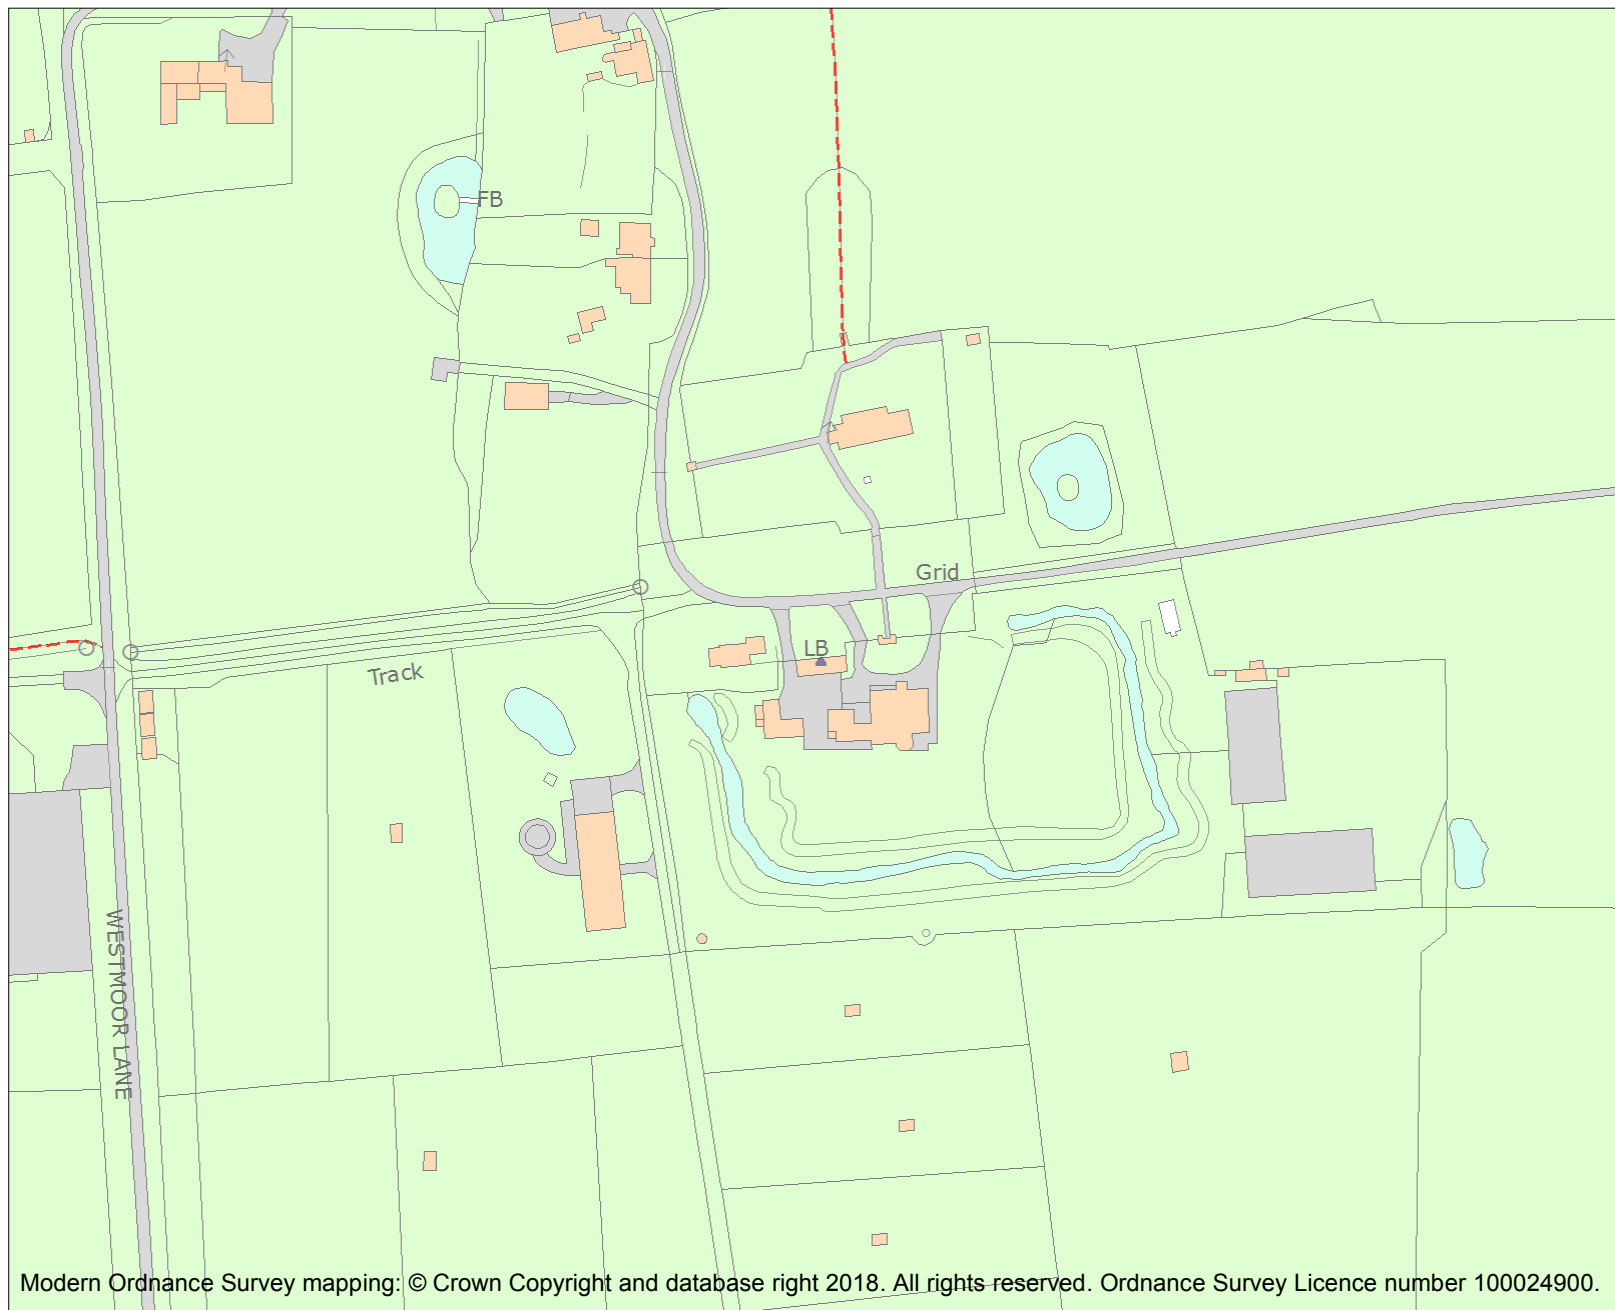 FB
Grid
LB
Track
WESTMOOR LANE
Modern Ordnance Survey mapping: © Crown Copyright and database right 2018. All rights reserved. Ordnance Survey Licence number 100024900.